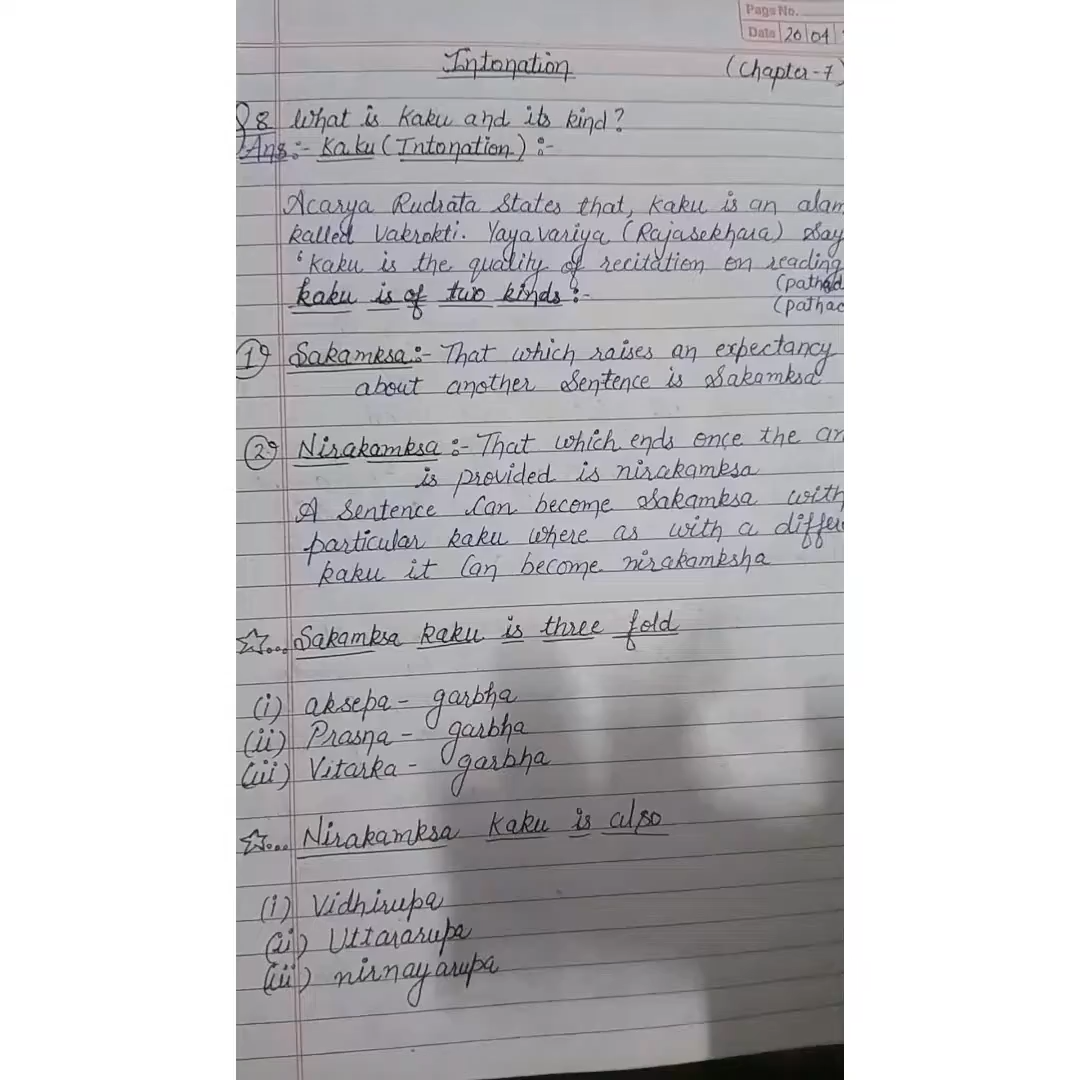 Page No.
Date 20 04
Intonation (Chapter-7)
Q8 What is Kaku and its kind?
Ans:- Kaku (Intonation) :-
Acarya Rudrata States that, Kaku is an alam
kalled Vakrokti. Yayavariya (Rajasekhara) Say
'Kaku is the quality of recitation on reading
(pathad
kaku is of two kinds :- (pathac
1) Sakamksa:- That which raises an expectancy
about another Sentence is Sakamksa
2) Nirakamksa :- That which ends once the an
is provided is nirakamksa
A Sentence Can become Sakamksa with
particular kaku where as with a differ
kaku it Can become nirakamksha
☆... Sakamksa kaku is three fold
(i) aksepa - garbha
(ii) Prasna - garbha
(iii) Vitarka - garbha
☆... Nirakamksa Kaku is also
(i) Vidhirupa
(ii) Uttararupa
(iii) nirnayarupa